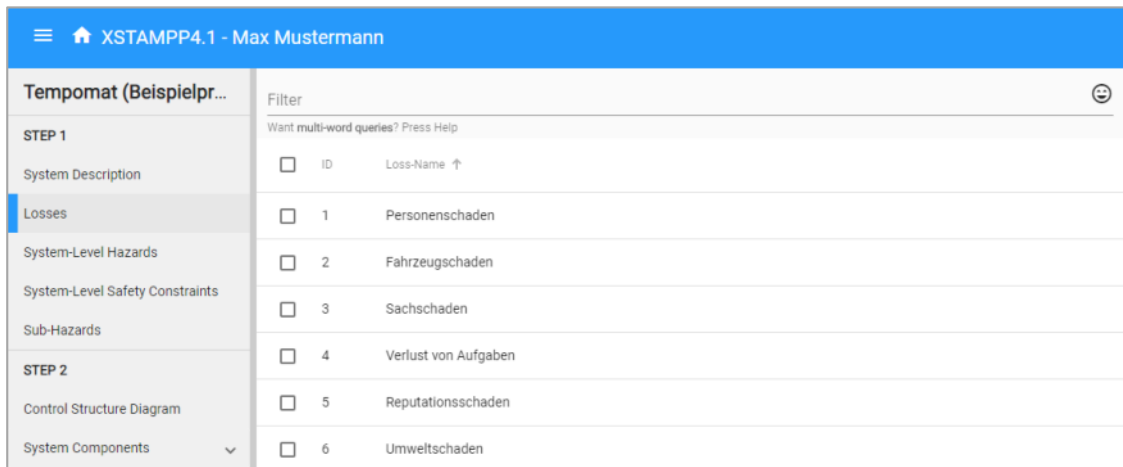 XSTAMPP4.1 - Max Mustermann
Tempomat (Beispielpr...
STEP 1
System Description
Losses
System-Level Hazards
System-Level Safety Constraints
Sub-Hazards
STEP 2
Control Structure Diagram
System Components
Filter
Want multi-word queries? Press Help
ID Loss-Name ↑
1 Personenschaden
2 Fahrzeugschaden
3 Sachschaden
4 Verlust von Aufgaben
5 Reputationsschaden
6 Umweltschaden